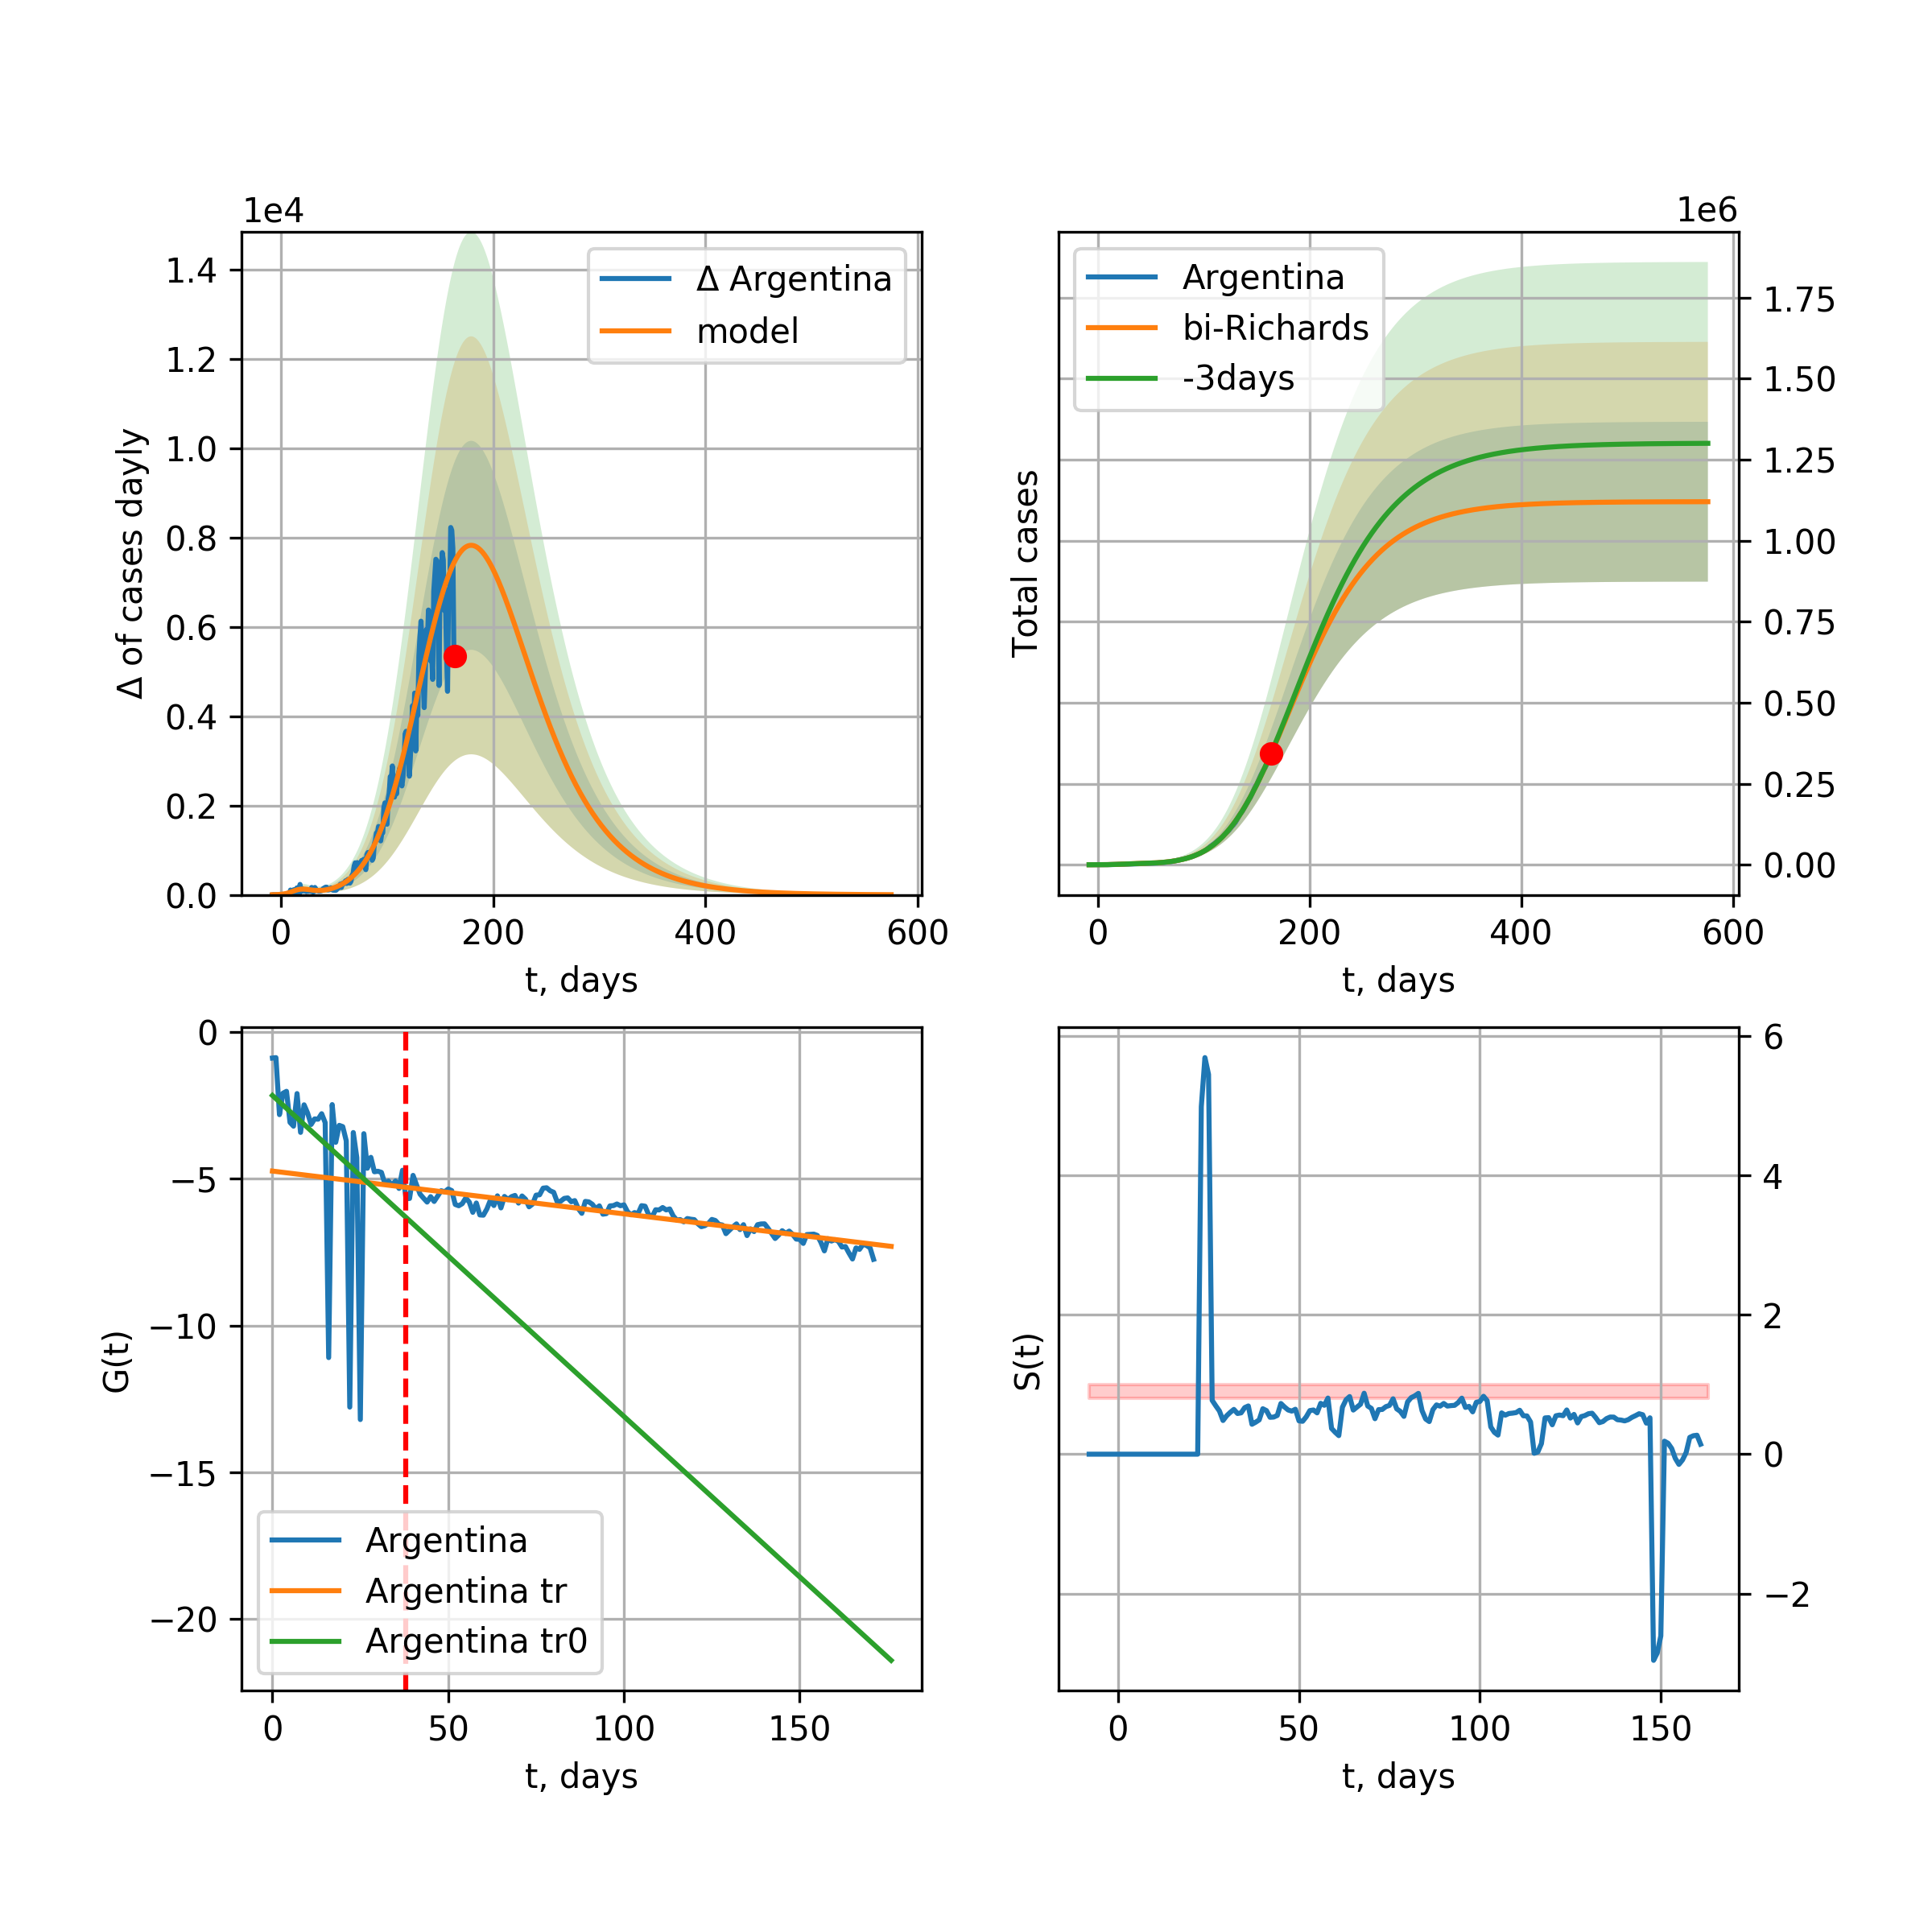 1e4
1e6
Δ of cases dayly
1.4
1.2
1.0
0.8
0.6
0.4
0.2
0.0
Δ Argentina
model
0 200 400 600
t, days
Total cases
Argentina
bi-Richards
-3days
1.75
1.50
1.25
1.00
0.75
0.50
0.25
0.00
0 200 400 600
t, days
G(t)
0
−5
−10
−15
−20
Argentina
Argentina tr
Argentina tr0
0 50 100 150
t, days
S(t)
6
4
2
0
−2
0 50 100 150
t, days